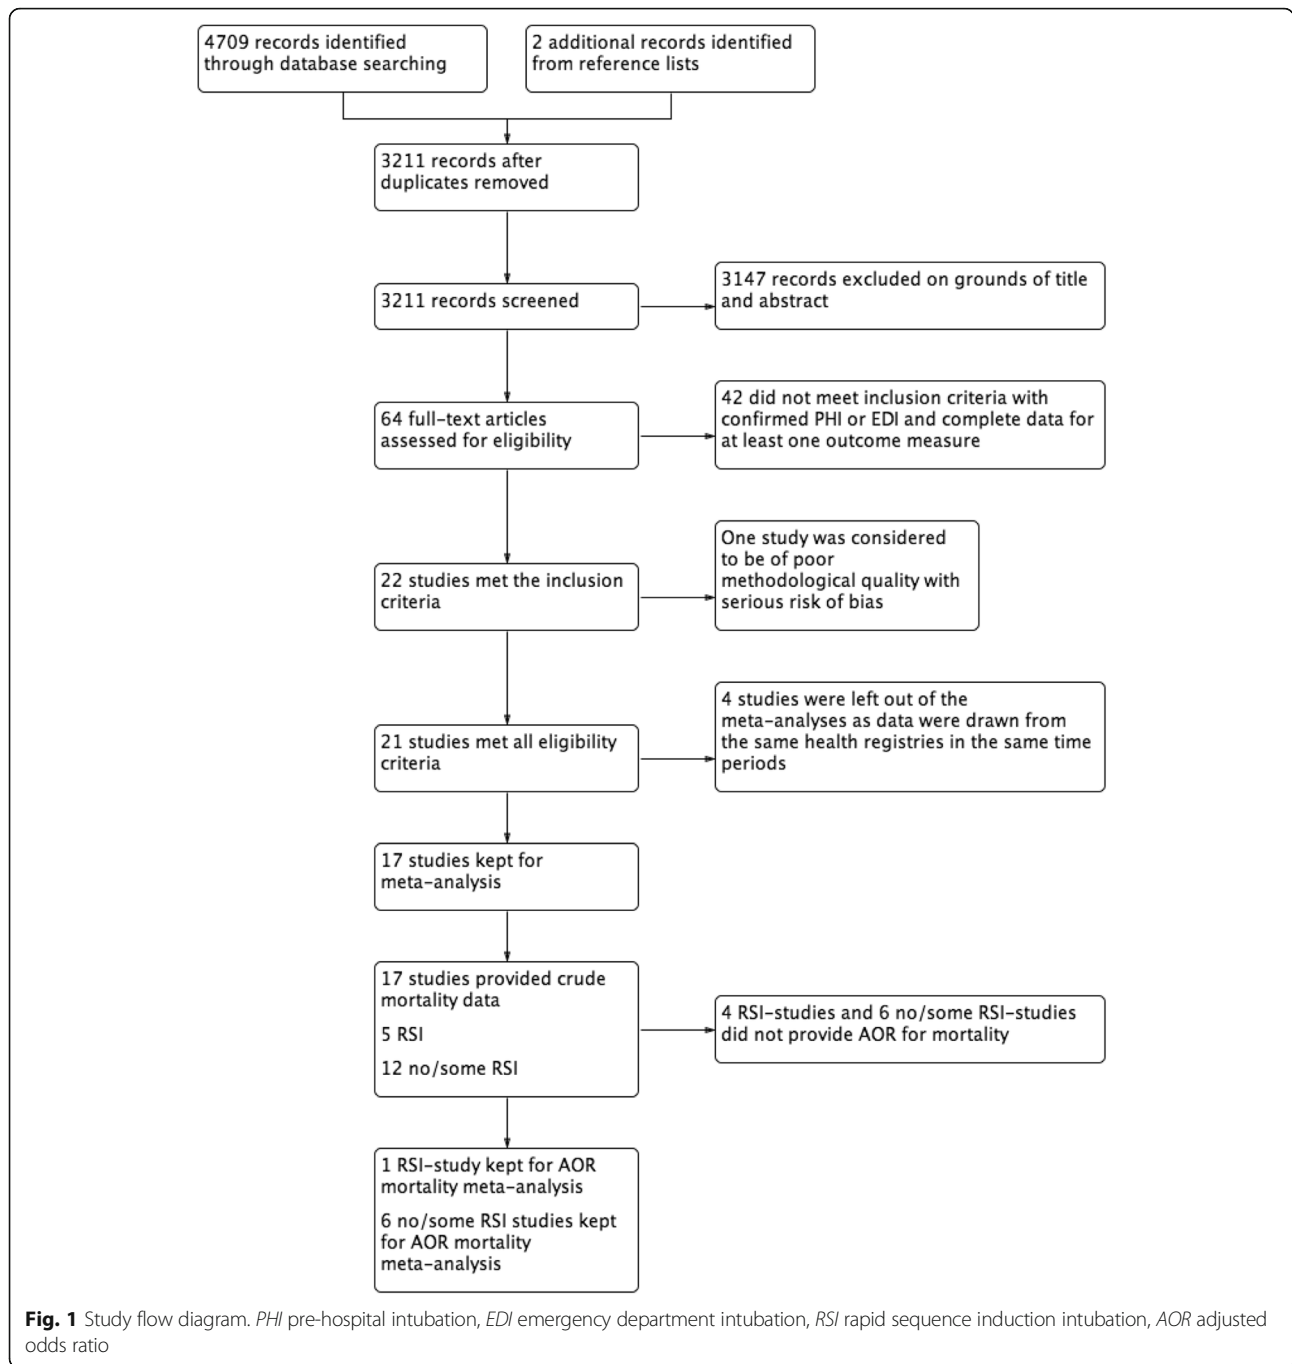 4709 records identified
through database searching
2 additional records identified
from reference lists
3211 records after
duplicates removed
3211 records screened
3147 records excluded on grounds of title
and abstract
64 full-text articles
assessed for eligibility
42 did not meet inclusion criteria with
confirmed PHI or EDI and complete data for
at least one outcome measure
22 studies met the inclusion
criteria
One study was considered
to be of poor
methodological quality with
serious risk of bias
21 studies met all eligibility
criteria
4 studies were left out of the
meta-analyses as data were drawn from
the same health registries in the same time
periods
17 studies kept for
meta-analysis
17 studies provided crude
mortality data
5 RSI
12 no/some RSI
4 RSI-studies and 6 no/some RSI-studies
did not provide AOR for mortality
1 RSI-study kept for AOR
mortality meta-analysis
6 no/some RSI studies kept
for AOR mortality
meta-analysis
Fig. 1 Study flow diagram. PHI pre-hospital intubation, EDI emergency department intubation, RSI rapid sequence induction intubation, AOR adjusted
odds ratio